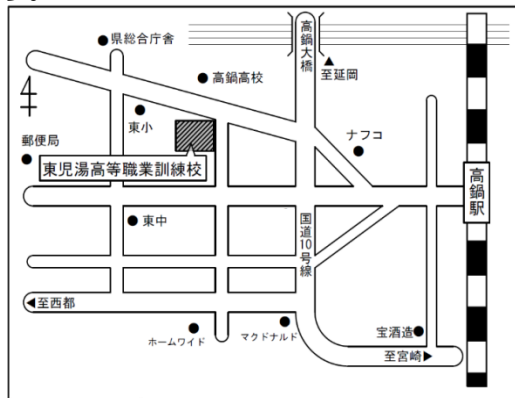 県総合庁舎
高鍋大橋
高鍋高校
▲
至延岡
東小
ナフコ
郵便局
東児湯高等職業訓練校
高鍋駅
東中
国道10号線
◀至西都
ホームワイド
マクドナルド
宝酒造
至宮崎▶